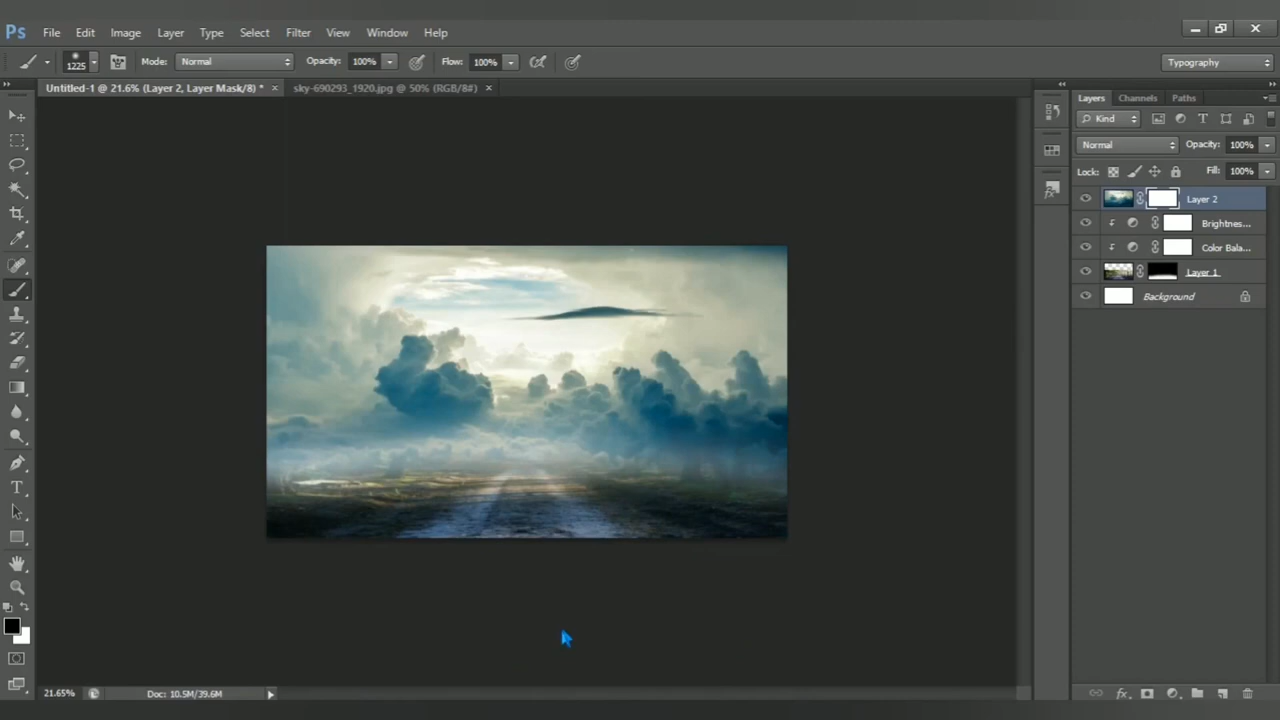 Ps File Edit Image Layer Type Select Filter View Window Help
1225 Mode: Normal Opacity: 100% Flow: 100% Typography
Untitled-1 @ 21.6% (Layer 2, Layer Mask/8) * × sky-690293_1920.jpg @ 50% (RGB/8#) ×
Layers Channels Paths
Kind
Normal Opacity: 100%
Lock: Fill: 100%
Layer 2
Brightnes...
Color Bala...
Layer 1
Background
21.65% Doc: 10.5M/39.6M